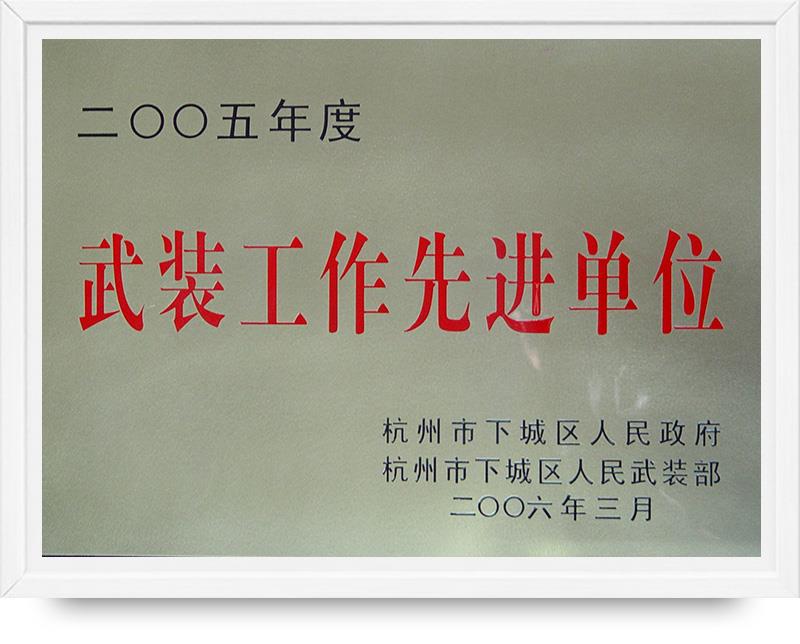 二〇〇五年度
武装工作先进单位
杭州市下城区人民政府
杭州市下城区人民武装部
二〇〇六年三月